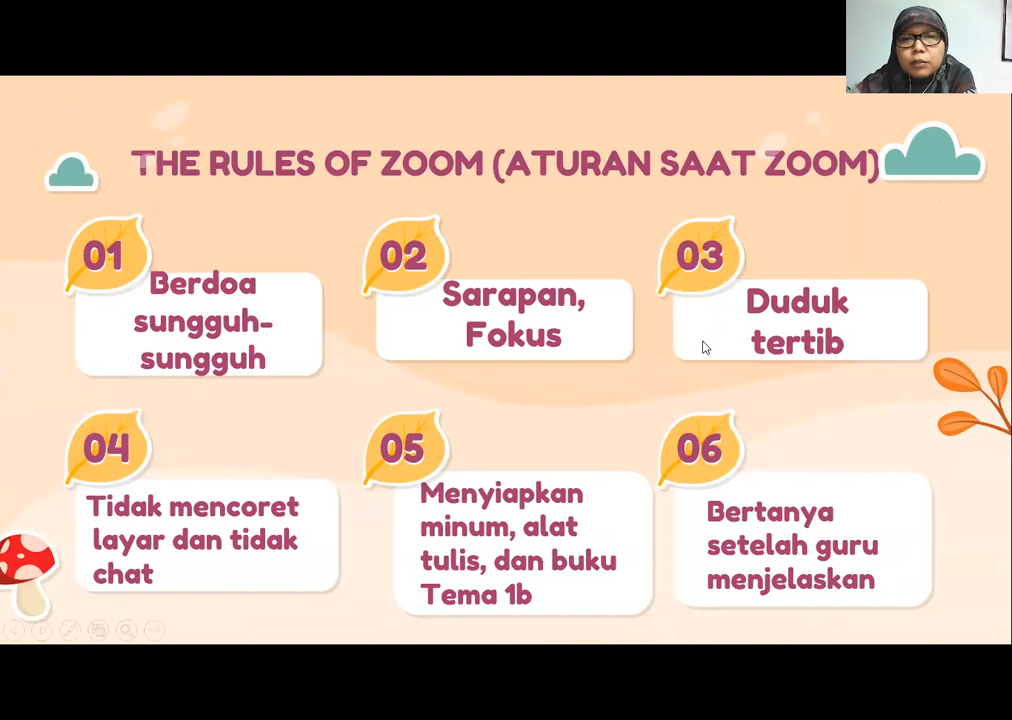 THE RULES OF ZOOM (ATURAN SAAT ZOOM)
01
Berdoa
sungguh-
sungguh
02
Sarapan,
Fokus
03
Duduk
tertib
04
Tidak mencoret
layar dan tidak
chat
05
Menyiapkan
minum, alat
tulis, dan buku
Tema 1b
06
Bertanya
setelah guru
menjelaskan